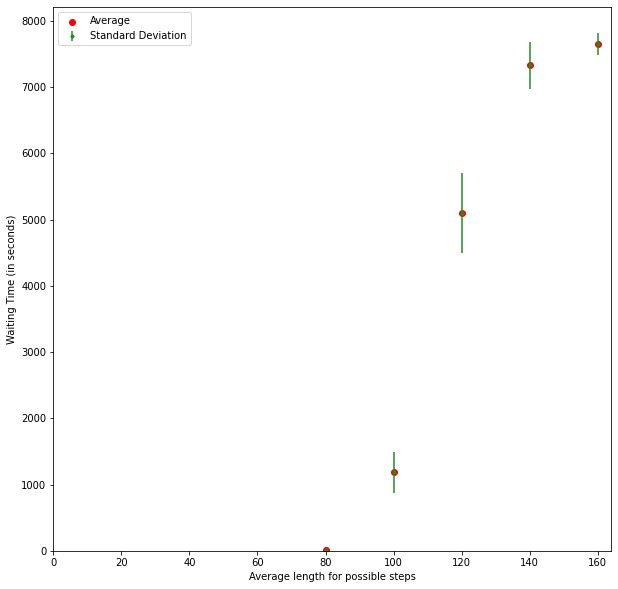 Average
Standard Deviation
8000
7000
6000
5000
4000
3000
2000
1000
0
Waiting Time (in seconds)
0 20 40 60 80 100 120 140 160
Average length for possible steps